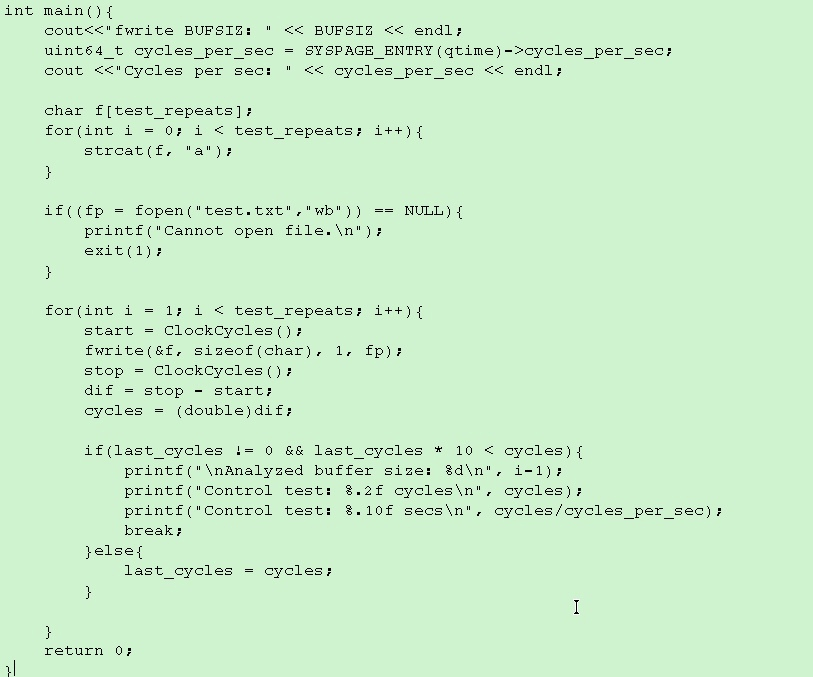 int main(){
    cout<<"fwrite BUFSIZ: " << BUFSIZ << endl;
    uint64_t cycles_per_sec = SYSPAGE_ENTRY(qtime)->cycles_per_sec;
    cout <<"Cycles per sec: " << cycles_per_sec << endl;

    char f[test_repeats];
    for(int i = 0; i < test_repeats; i++){
        strcat(f, "a");
    }

    if((fp = fopen("test.txt","wb")) == NULL){
        printf("Cannot open file.\n");
        exit(1);
    }

    for(int i = 1; i < test_repeats; i++){
        start = ClockCycles();
        fwrite(&f, sizeof(char), 1, fp);
        stop = ClockCycles();
        dif = stop - start;
        cycles = (double)dif;

        if(last_cycles != 0 && last_cycles * 10 < cycles){
            printf("\nAnalyzed buffer size: %d\n", i-1);
            printf("Control test: %.2f cycles\n", cycles);
            printf("Control test: %.10f secs\n", cycles/cycles_per_sec);
            break;
        }else{
            last_cycles = cycles;
        }

    }
    return 0;
}